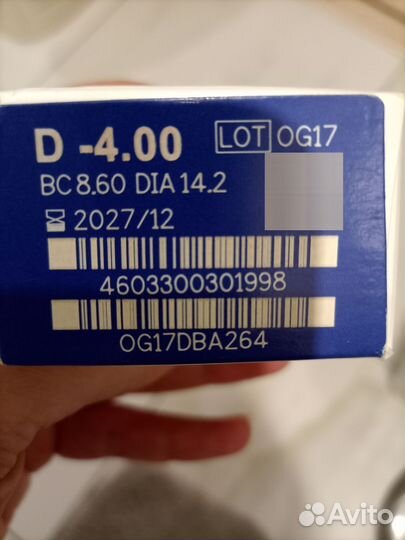 D -4.00 LOT OG17
BC 8.60 DIA 14.2
2027/12
4603300301998
OG17DBA264
Avito